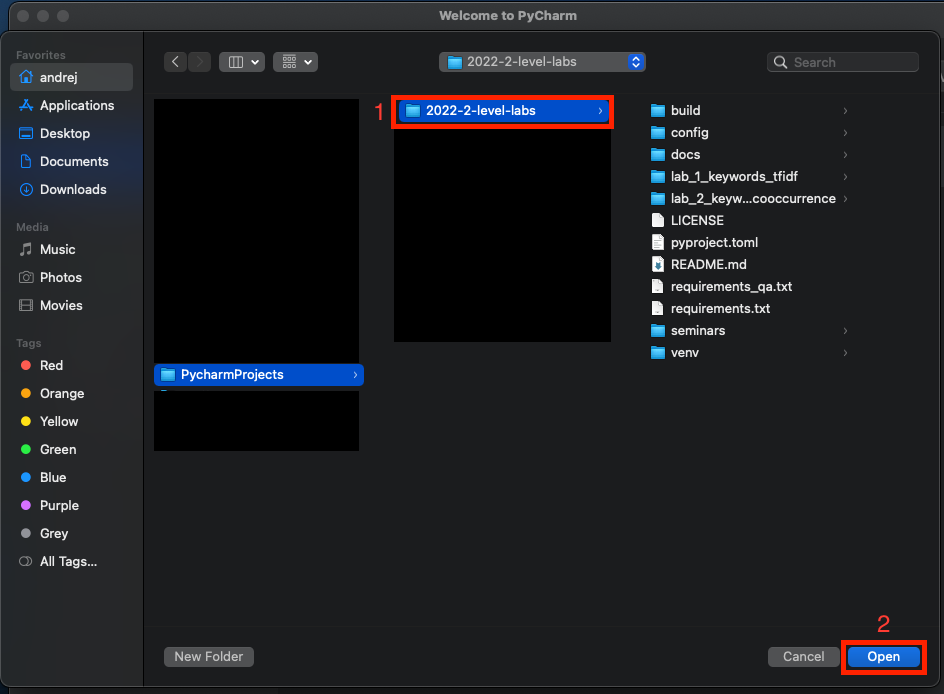 Welcome to PyCharm
Favorites
andrej
Applications
Desktop
Documents
Downloads
Media
Music
Photos
Movies
Tags
Red
Orange
Yellow
Green
Blue
Purple
Grey
All Tags...
2022-2-level-labs
Search
PycharmProjects
1
2022-2-level-labs
build
config
docs
lab_1_keywords_tfidf
lab_2_keyw...cooccurrence
LICENSE
pyproject.toml
README.md
requirements_qa.txt
requirements.txt
seminars
venv
2
New Folder
Cancel
Open